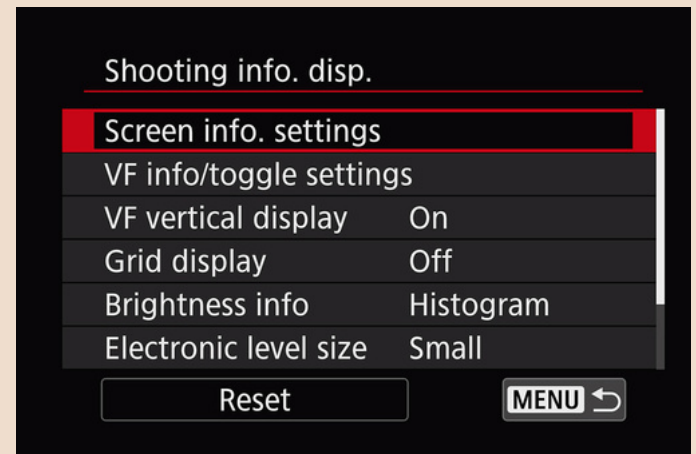 Shooting info. disp.
Screen info. settings
VF info/toggle settings
VF vertical display On
Grid display Off
Brightness info Histogram
Electronic level size Small
Reset MENU